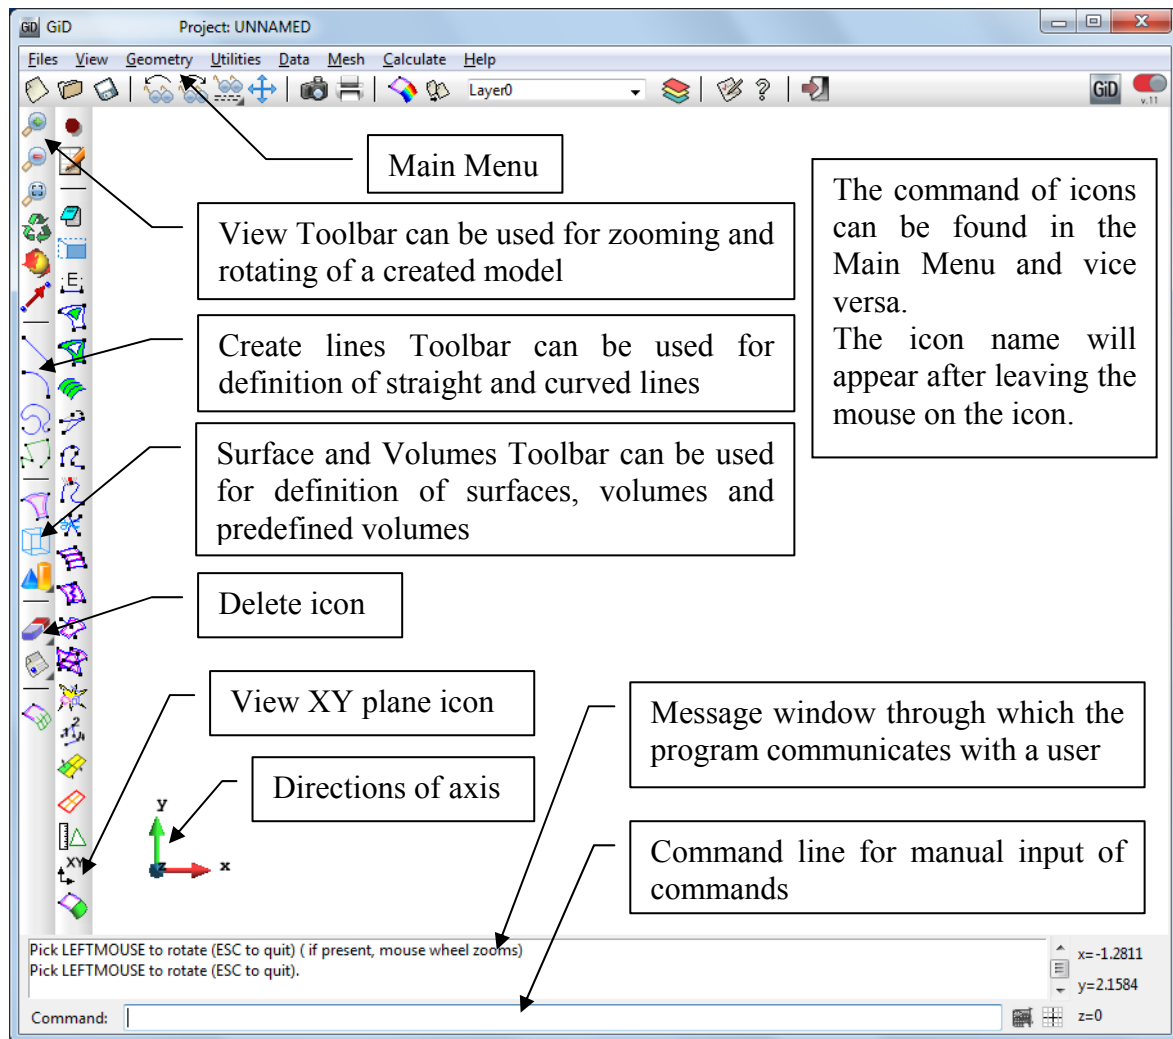 GiD GiD Project: UNNAMED
Files View Geometry Utilities Data Mesh Calculate Help
Layer0
GiD
v.11
Main Menu
The command of icons
can be found in the
Main Menu and vice
versa.
The icon name will
appear after leaving the
mouse on the icon.
View Toolbar can be used for zooming and
rotating of a created model
E
Create lines Toolbar can be used for
definition of straight and curved lines
Surface and Volumes Toolbar can be used
for definition of surfaces, volumes and
predefined volumes
Delete icon
View XY plane icon
Message window through which the
program communicates with a user
Directions of axis
y
z
x
XY
Command line for manual input of
commands
Pick LEFTMOUSE to rotate (ESC to quit) ( if present, mouse wheel zooms)
Pick LEFTMOUSE to rotate (ESC to quit).
x=-1.2811
y=2.1584
z=0
Command: